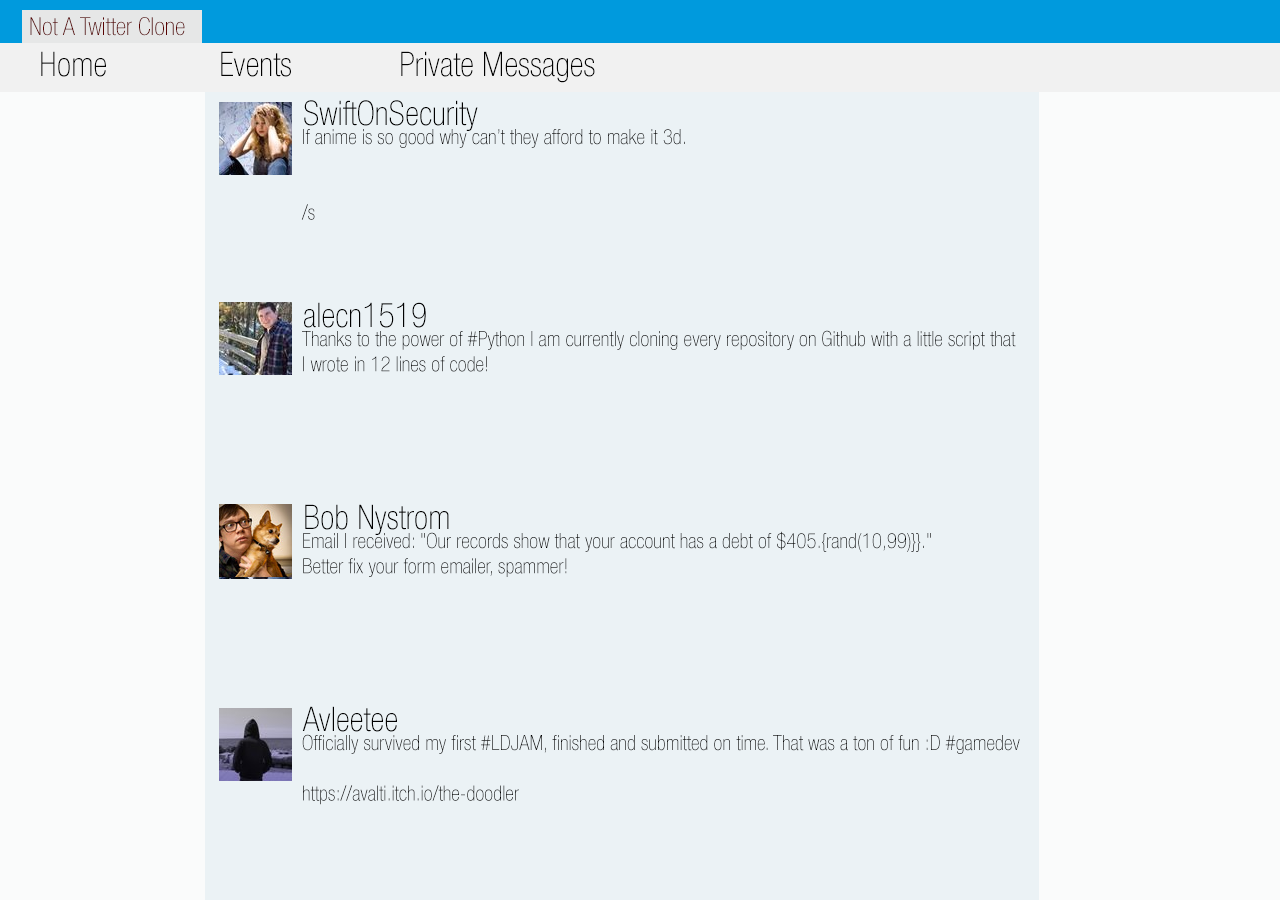 Not A Twitter Clone
Home Events Private Messages
SwiftOnSecurity
If anime is so good why can't they afford to make it 3d.
/s
alecn1519
Thanks to the power of #Python I am currently cloning every repository on Github with a little script that
I wrote in 12 lines of code!
Bob Nystrom
Email I received: "Our records show that your account has a debt of $405.{rand(10,99)}}."
Better fix your form emailer, spammer!
Avleetee
Officially survived my first #LDJAM, finished and submitted on time. That was a ton of fun :D #gamedev
https://avalti.itch.io/the-doodler